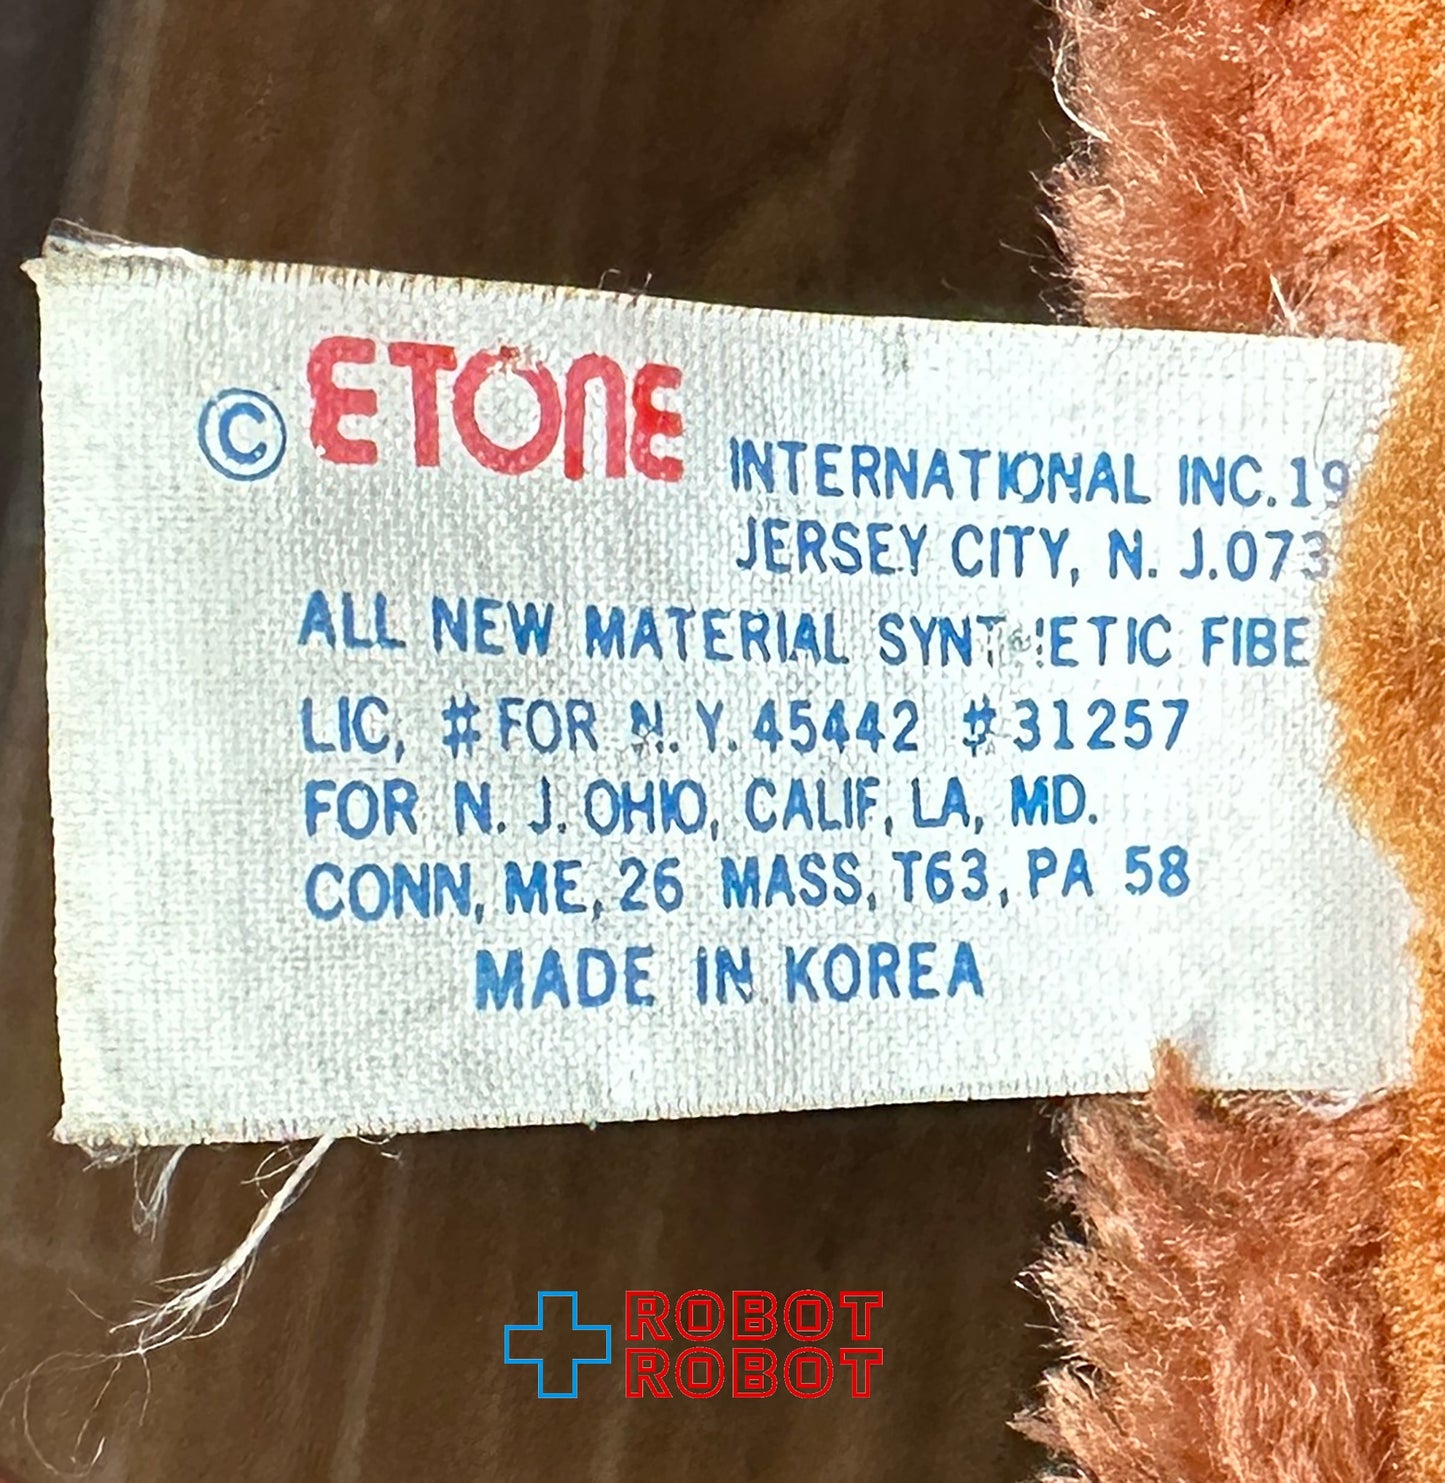 © ETONE INTERNATIONAL INC. 19
JERSEY CITY, N. J. 073
ALL NEW MATERIAL SYNTHETIC FIBE
LIC, # FOR N. Y. 45442 # 31257
FOR N. J. OHIO, CALIF, LA, MD.
CONN, ME, 26 MASS, T63, PA 58
MADE IN KOREA
ROBOT
ROBOT